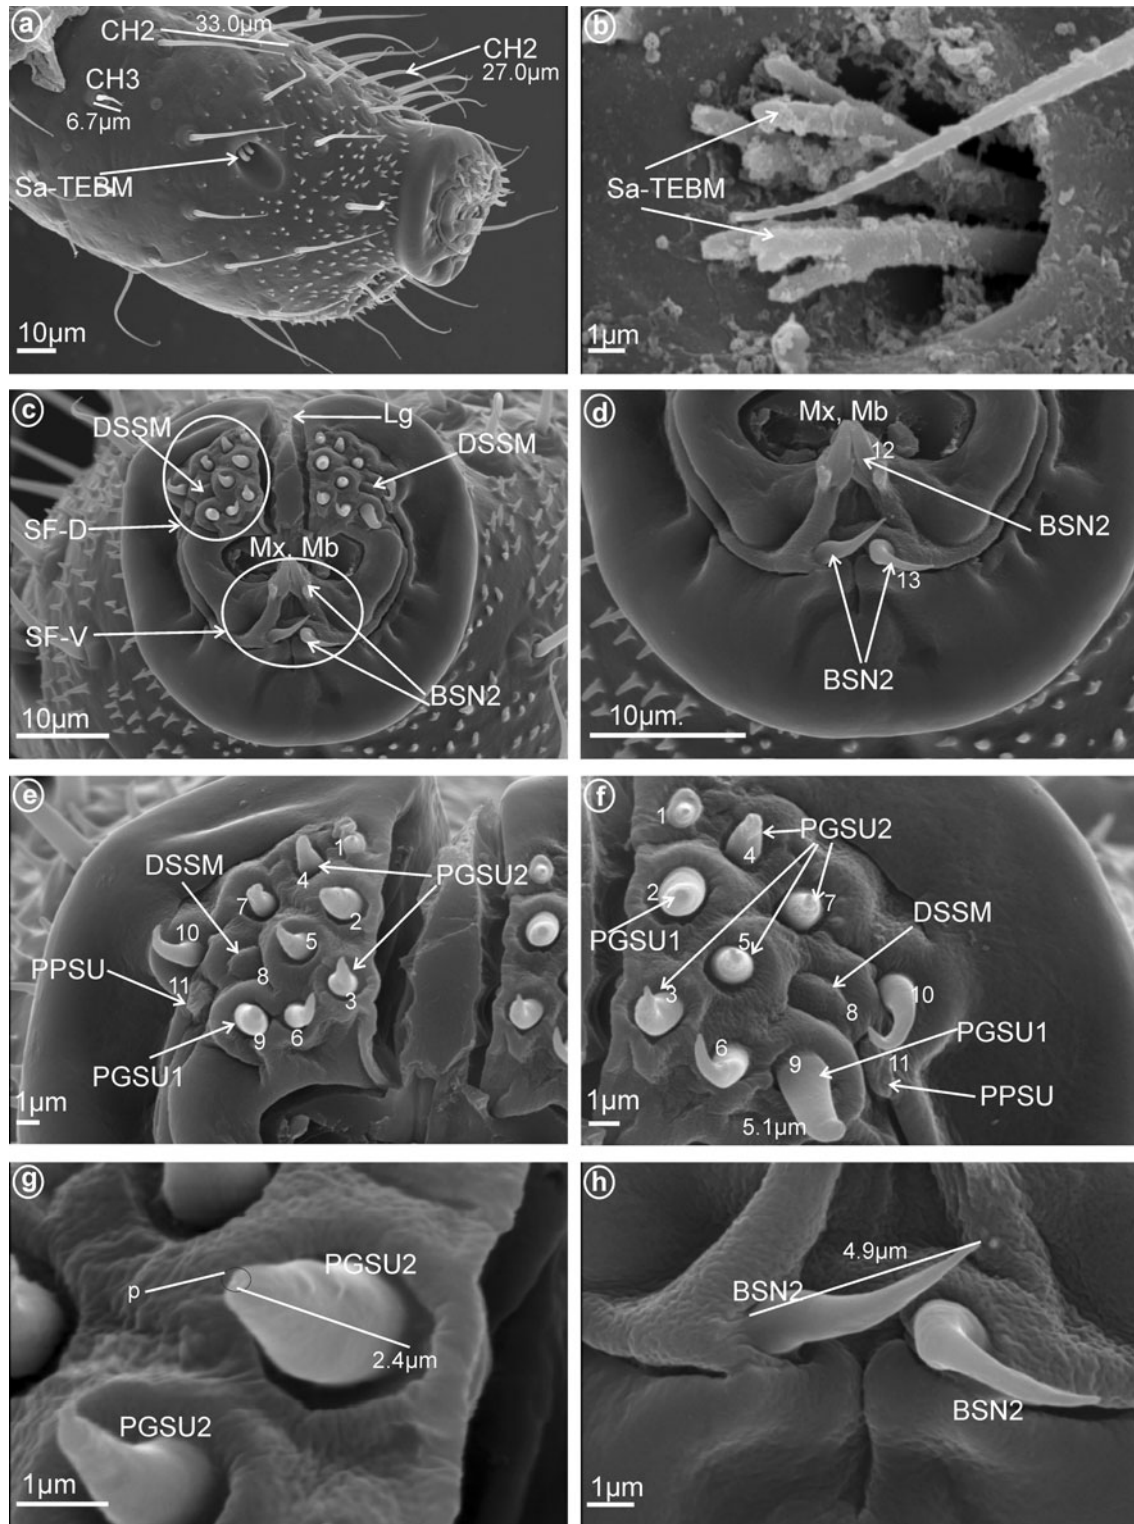 a
CH2
33.0µm
CH2
27.0µm
CH3
6.7µm
Sa-TEBM
10µm
b
Sa-TEBM
1µm
c
Lg
DSSM
DSSM
SF-D
Mx, Mb
SF-V
BSN2
10µm
d
Mx, Mb
12
BSN2
13
BSN2
10µm.
e
1
DSSM
4
PGSU2
7
2
10
5
PPSU
8
11
3
6
9
PGSU1
1µm
f
1
PGSU2
4
2
7
DSSM
PGSU1
5
3
10
8
6
PGSU1
9
11
PPSU
5.1µm
1µm
g
PGSU2
p
2.4µm
PGSU2
1µm
h
4.9µm
BSN2
BSN2
1µm